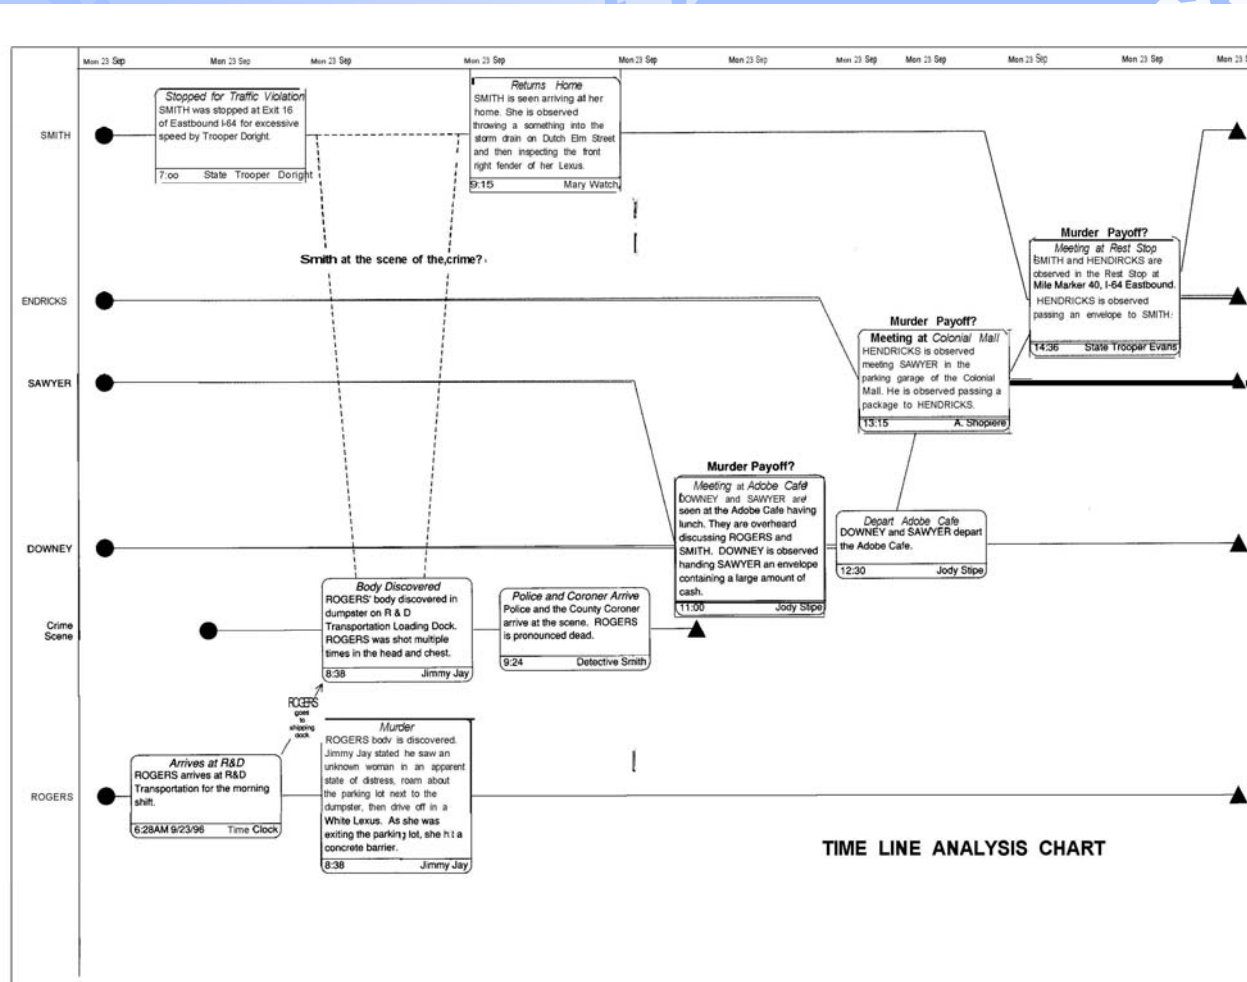 Mon 23 Sep
Mon 23 Sep
Mon 23 Sep
Mon 23 Sep
Mon 23 Sep
Mon 23 Sep
Mon 23 Sep
Mon 23 Sep
Mon 23 Sep
Mon 23 Sep
Mon 23
SMITH
Stopped for Traffic Violation
SMITH was stopped at Exit 16
of Eastbound I-64 for excessive
speed by Trooper Doright.
7:00 State Trooper Doright
Returns Home
SMITH is seen arriving at her
home. She is observed
throwing a something into the
storm drain on Dutch Elm Street
and then inspecting the front
right fender of her Lexus.
9:15 Mary Watch
Smith at the scene of the crime?
Murder Payoff?
Meeting at Rest Stop
SMITH and HENDIRCKS are
observed in the Rest Stop at
Mile Marker 40, I-64 Eastbound.
HENDRICKS is observed
passing an envelope to SMITH.
14:36 State Trooper Evans
ENDRICKS
Murder Payoff?
Meeting at Colonial Mall
HENDRICKS is observed
meeting SAWYER in the
parking garage of the Colonial
Mall. He is observed passing a
package to HENDRICKS.
13:15 A. Shopiere
SAWYER
Murder Payoff?
Meeting at Adobe Cafe
DOWNEY and SAWYER are
seen at the Adobe Cafe having
lunch. They are overheard
discussing ROGERS and
SMITH. DOWNEY is observed
handing SAWYER an envelope
containing a large amount of
cash.
11:00 Jody Stipe
Depart Adobe Cafe
DOWNEY and SAWYER depart
the Adobe Cafe.
12:30 Jody Stipe
DOWNEY
Crime
Scene
Body Discovered
ROGERS' body discovered in
dumpster on R & D
Transportation Loading Dock.
ROGERS was shot multiple
times in the head and chest.
8:38 Jimmy Jay
Police and Coroner Arrive
Police and the County Coroner
arrive at the scene. ROGERS
is pronounced dead.
9:24 Detective Smith
ROGERS
goes
to
shipping
dock
ROGERS
Arrives at R&D
ROGERS arrives at R&D
Transportation for the morning
shift.
6:28AM 9/23/96 Time Clock
Murder
ROGERS body is discovered.
Jimmy Jay stated he saw an
unknown woman in an apparent
state of distress, roam about
the parking lot next to the
dumpster, then drive off in a
White Lexus. As she was
exiting the parking lot, she hit a
concrete barrier.
8:38 Jimmy Jay
TIME LINE ANALYSIS CHART